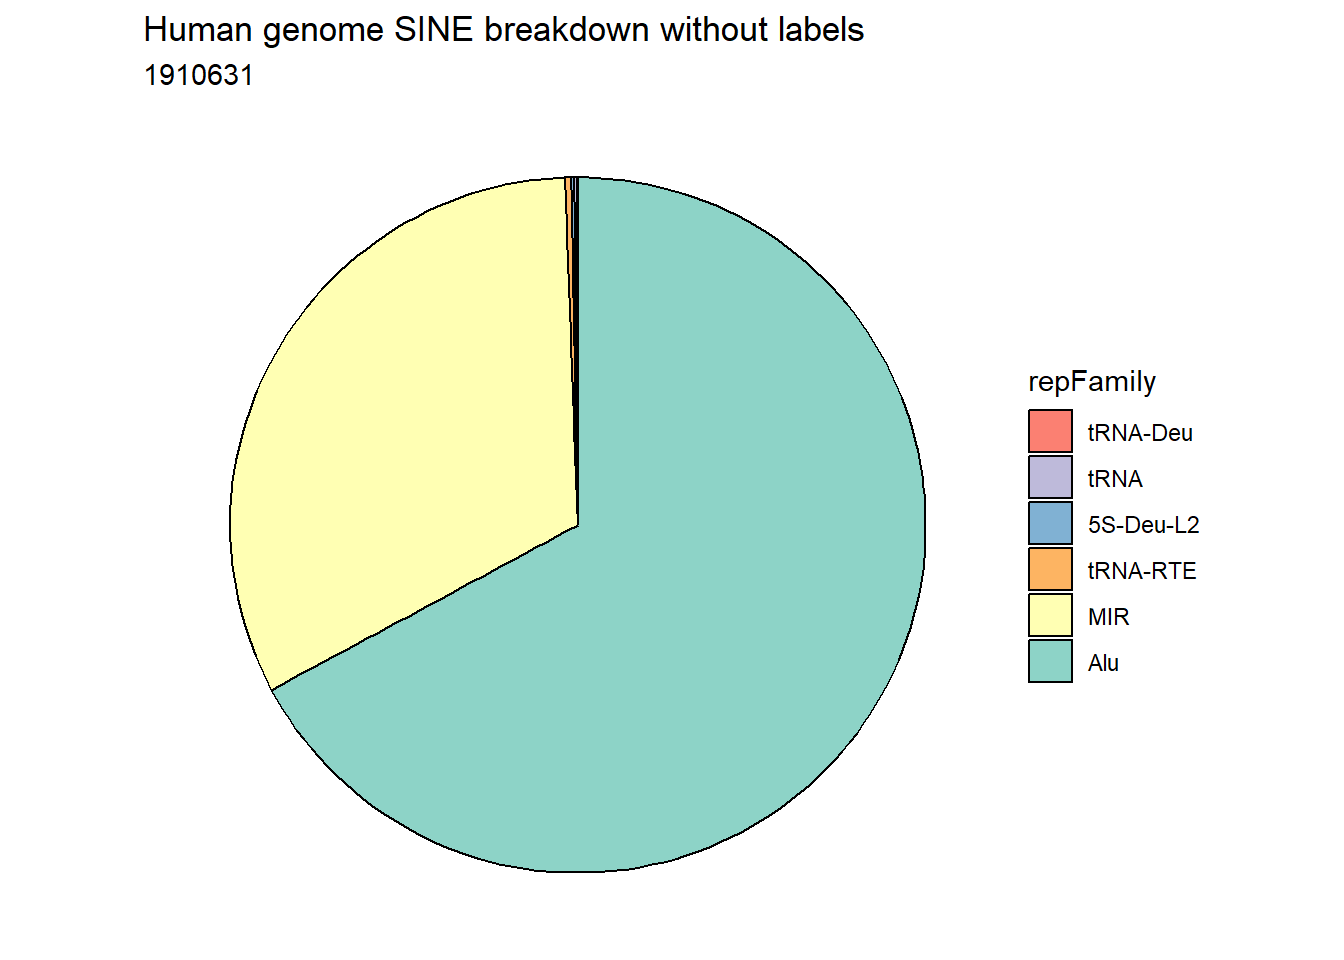 Human genome SINE breakdown without labels
1910631
repFamily
tRNA-Deu
tRNA
5S-Deu-L2
tRNA-RTE
MIR
Alu